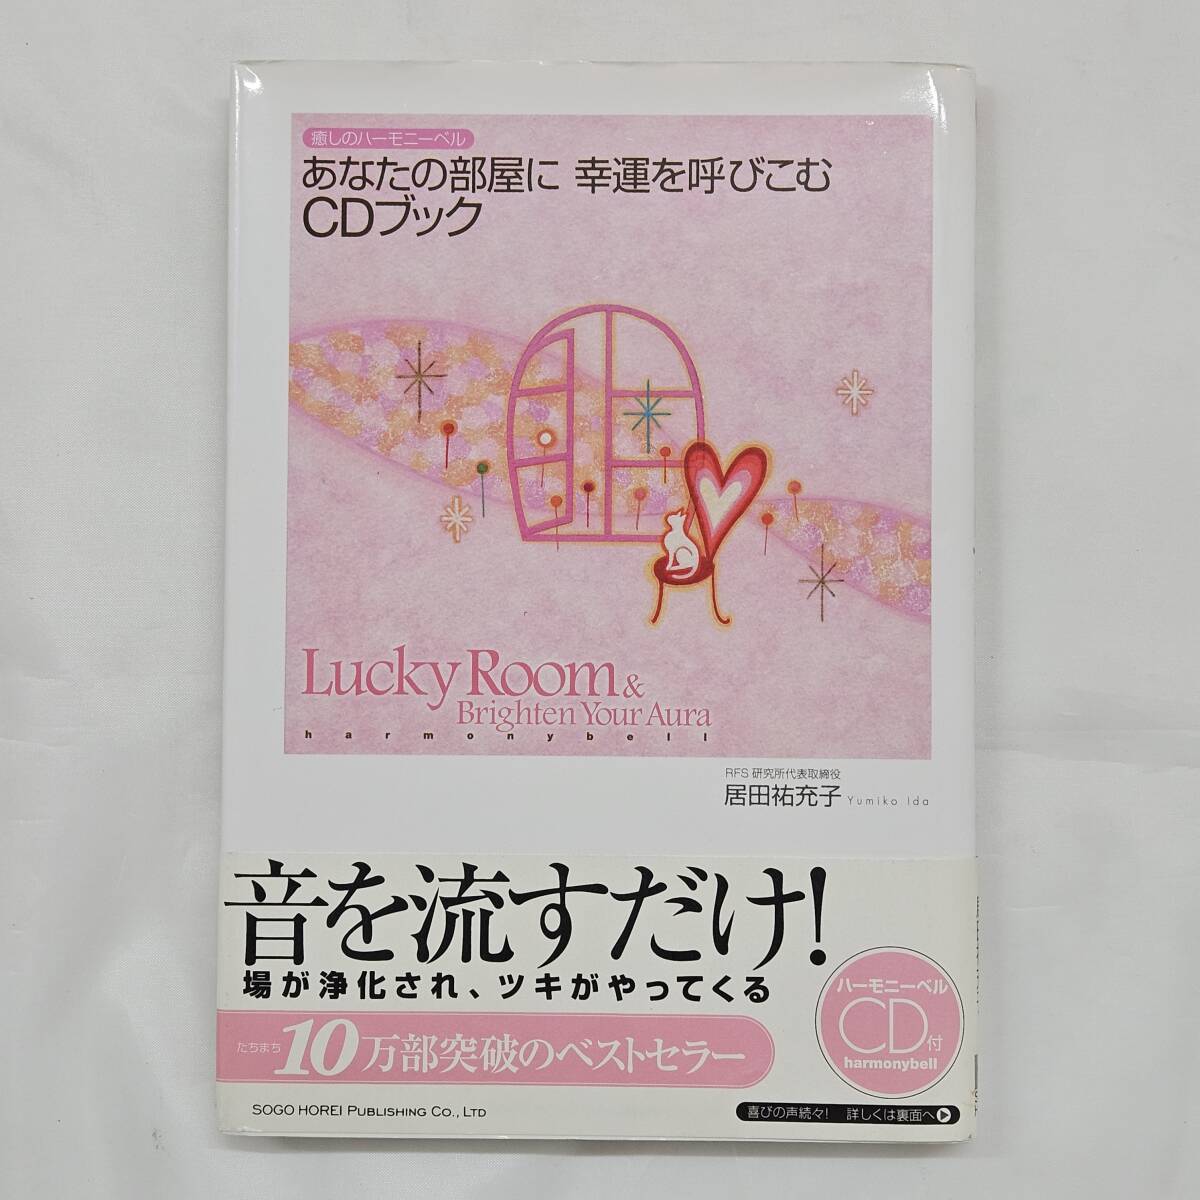 癒しのハーモニーベル
あなたの部屋に 幸運を呼びこむ
CDブック
Lucky Room &
Brighten Your Aura
harmonybell
RFS 研究所代表取締役
居田祐充子 Yumiko Ida
音を流すだけ!
場が浄化され、ツキがやってくる
たちまち10万部突破のベストセラー
ハーモニーベル
CD付
harmonybell
SOGO HOREI PUBLISHING CO., LTD
喜びの声続々! 詳しくは裏面へ